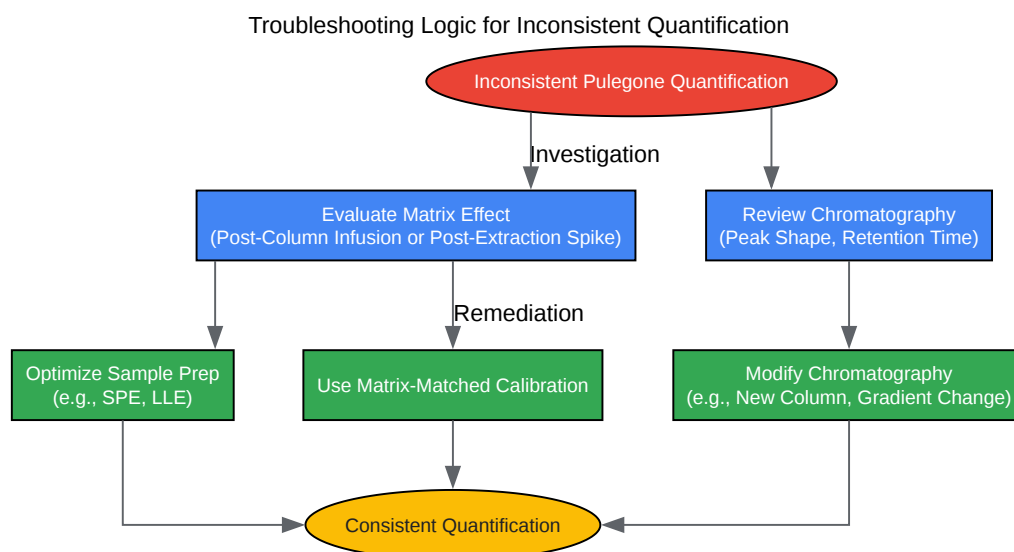 Troubleshooting Logic for Inconsistent Quantification
Inconsistent Pulegone Quantification
Investigation
Evaluate Matrix Effect
(Post-Column Infusion or Post-Extraction Spike)
Review Chromatography
(Peak Shape, Retention Time)
Remediation
Optimize Sample Prep
(e.g., SPE, LLE)
Use Matrix-Matched Calibration
Modify Chromatography
(e.g., New Column, Gradient Change)
Consistent Quantification